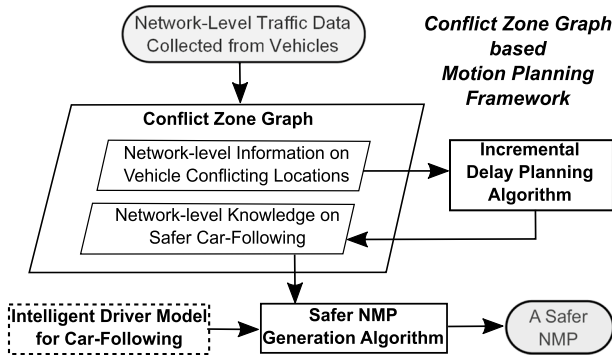 Network-Level Traffic Data
Collected from Vehicles
Conflict Zone Graph
based
Motion Planning
Framework
Conflict Zone Graph
Network-level Information on
Vehicle Conflicting Locations
Incremental
Delay Planning
Algorithm
Network-level Knowledge on
Safer Car-Following
Intelligent Driver Model
for Car-Following
Safer NMP
Generation Algorithm
A Safer
NMP